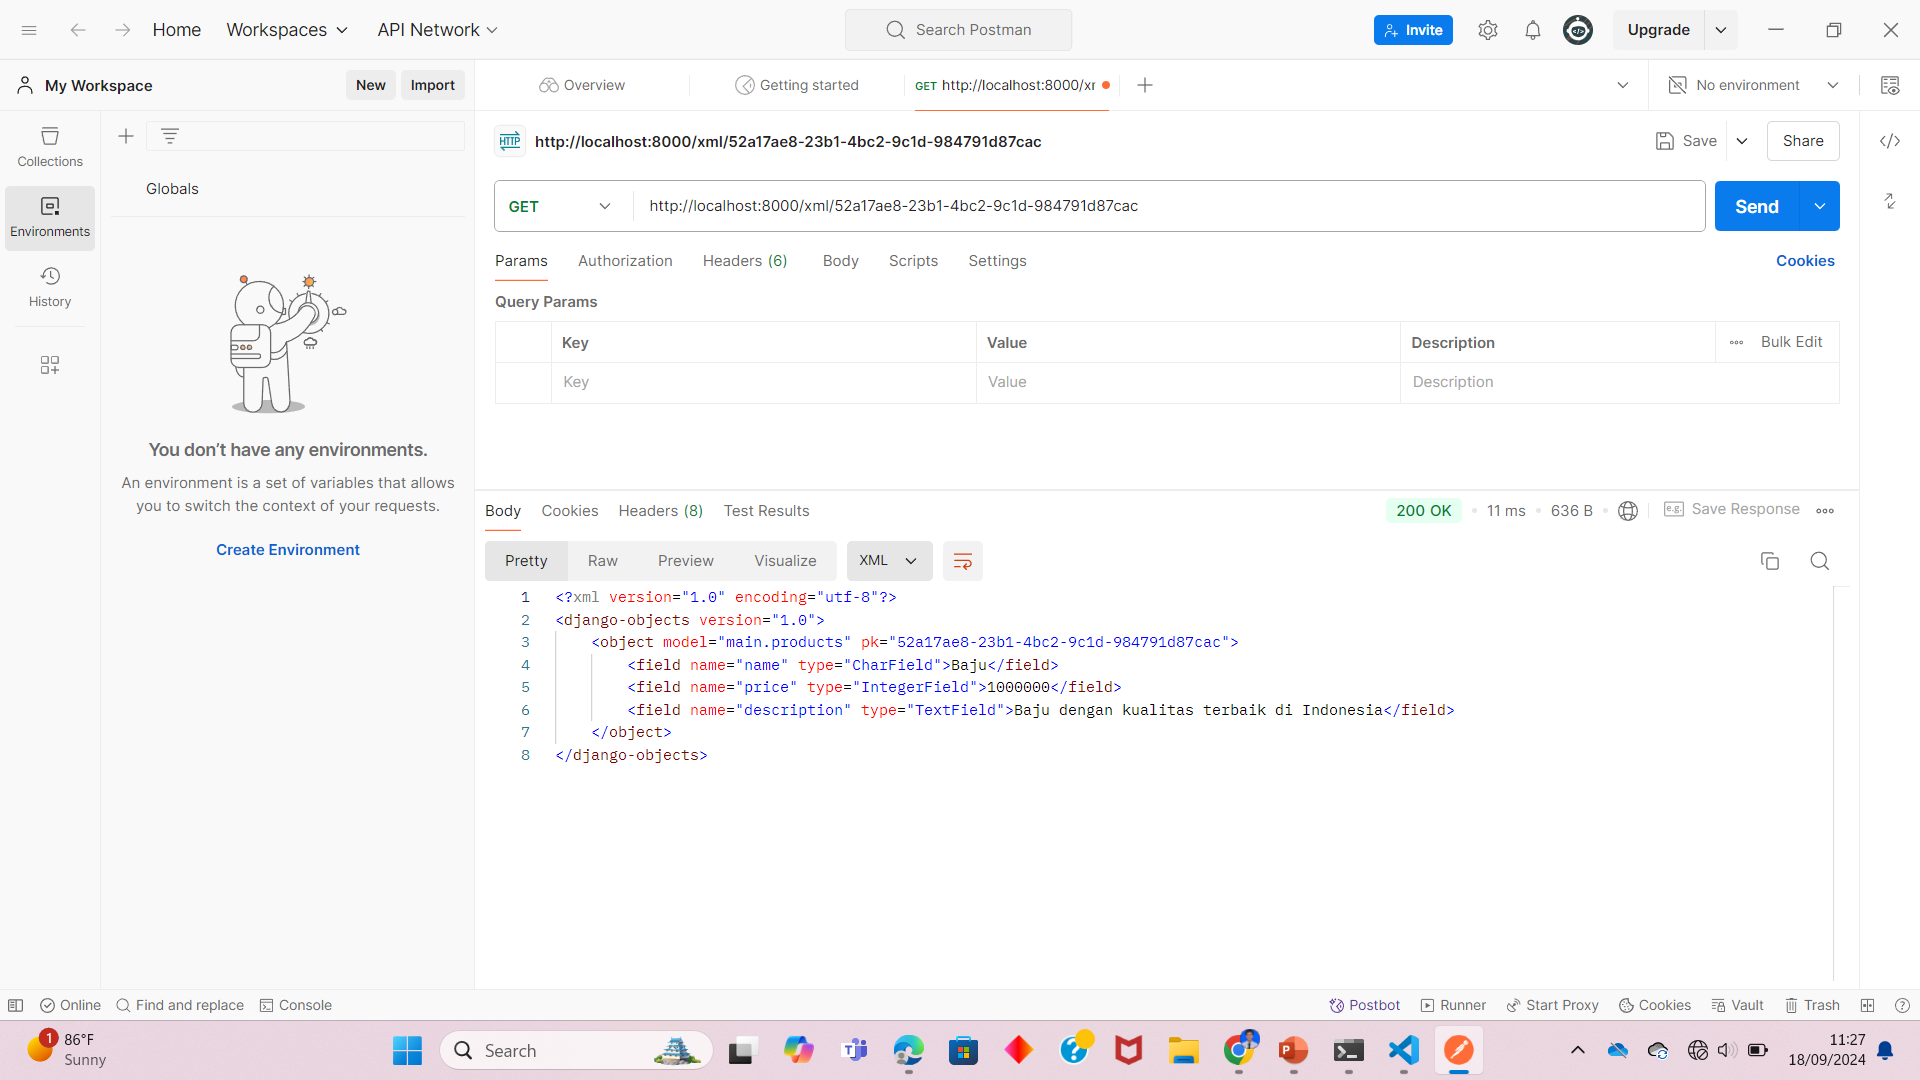 Home
Workspaces
API Network
Search Postman
Invite
Upgrade
My Workspace
New
Import
Overview
Getting started
GET http://localhost:8000/xr
No environment
Collections
Environments
History
Globals
You don’t have any environments.
An environment is a set of variables that allows
you to switch the context of your requests.
Create Environment
HTTP
http://localhost:8000/xml/52a17ae8-23b1-4bc2-9c1d-984791d87cac
Save
Share
GET
http://localhost:8000/xml/52a17ae8-23b1-4bc2-9c1d-984791d87cac
Send
Params
Authorization
Headers (6)
Body
Scripts
Settings
Cookies
Query Params
Key
Value
Description
Bulk Edit
Key
Value
Description
Body
Cookies
Headers (8)
Test Results
200 OK
11 ms
636 B
e.g.
Save Response
Pretty
Raw
Preview
Visualize
XML
1 <?xml version="1.0" encoding="utf-8"?>
2 <django-objects version="1.0">
3 <object model="main.products" pk="52a17ae8-23b1-4bc2-9c1d-984791d87cac">
4 <field name="name" type="CharField">Baju</field>
5 <field name="price" type="IntegerField">1000000</field>
6 <field name="description" type="TextField">Baju dengan kualitas terbaik di Indonesia</field>
7 </object>
8 </django-objects>
Online
Find and replace
Console
Postbot
Runner
Start Proxy
Cookies
Vault
Trash
1
86°F
Sunny
Search
11:27
18/09/2024